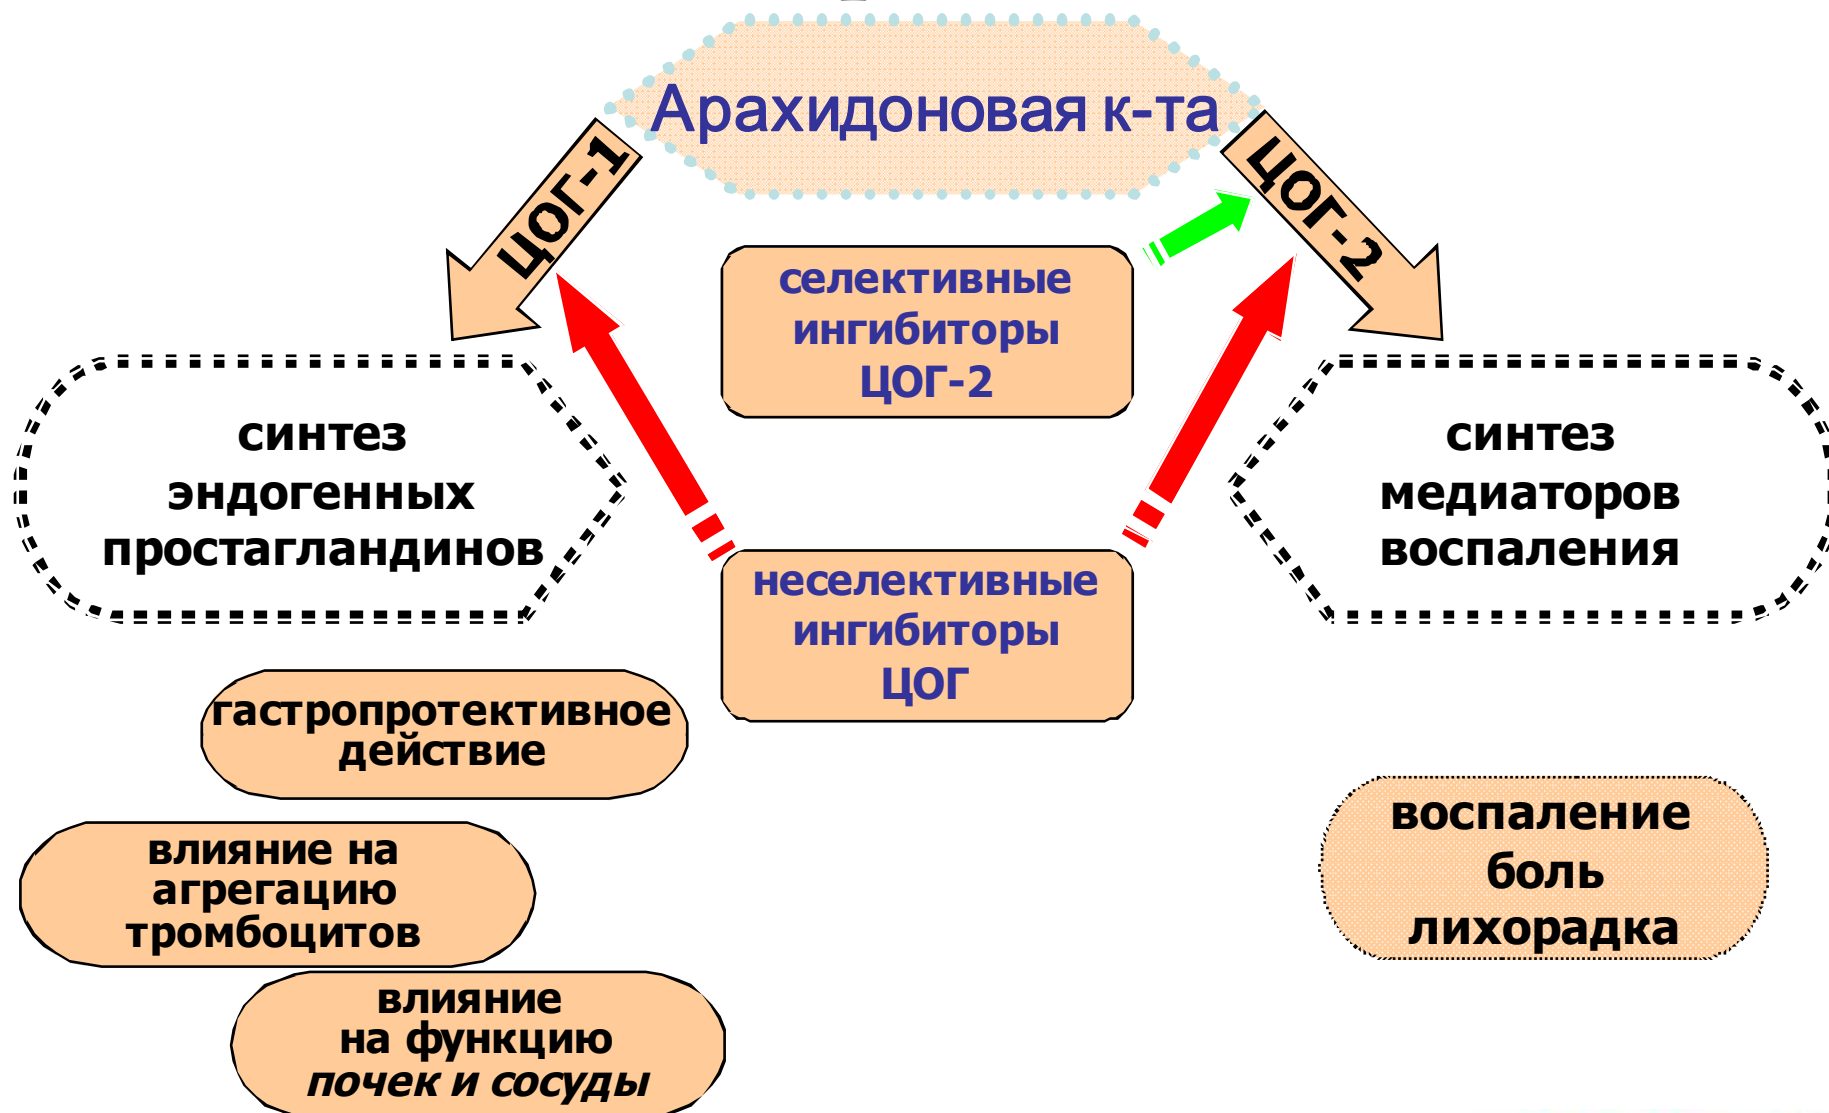 Арахидоновая к-та
ЦОГ-1
ЦОГ-2
селективные
ингибиторы
ЦОГ-2
синтез
эндогенных
простагландинов
синтез
медиаторов
воспаления
неселективные
ингибиторы
ЦОГ
гастропротективное
действие
влияние на
агрегацию
тромбоцитов
влияние
на функцию
почек и сосуды
воспаление
боль
лихорадка